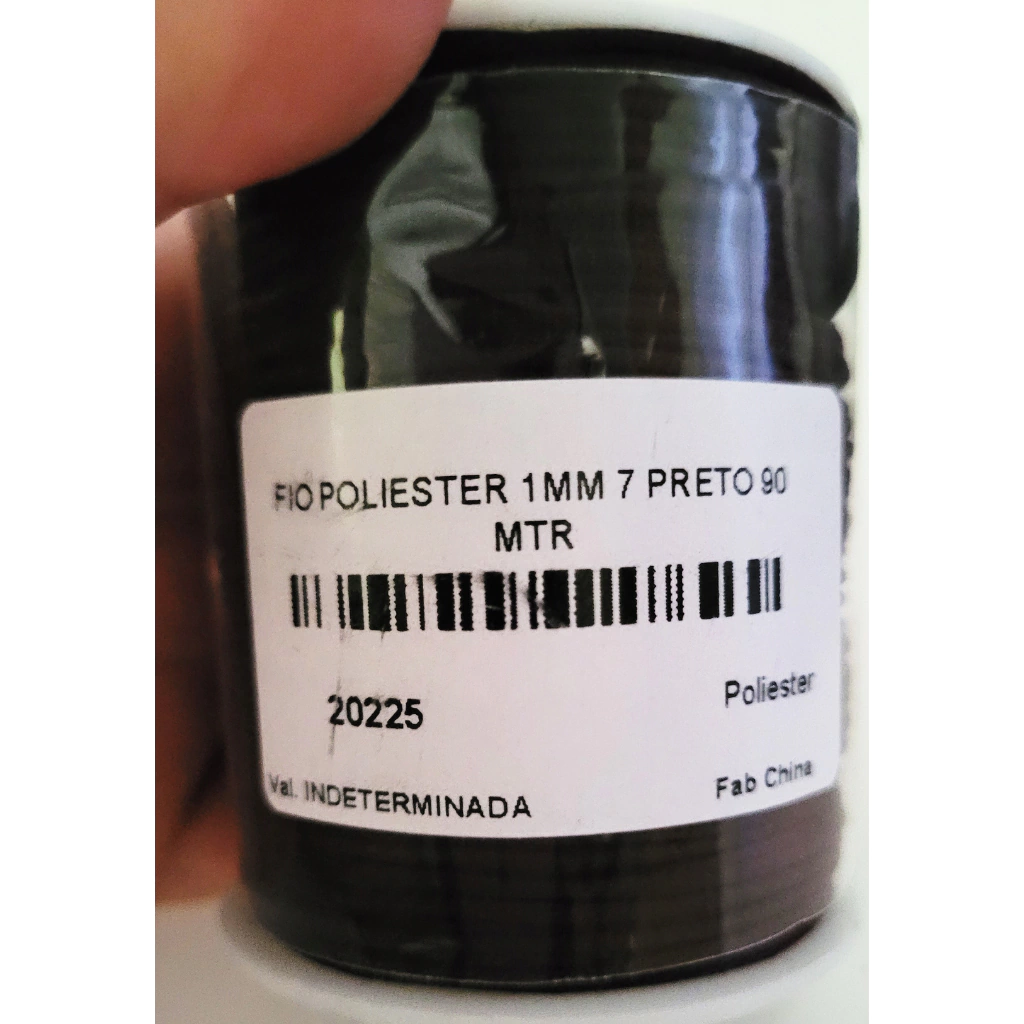 FIO POLIESTER 1MM 7 PRETO 90
MTR
20225
Poliester
Val. INDETERMINADA
Fab China